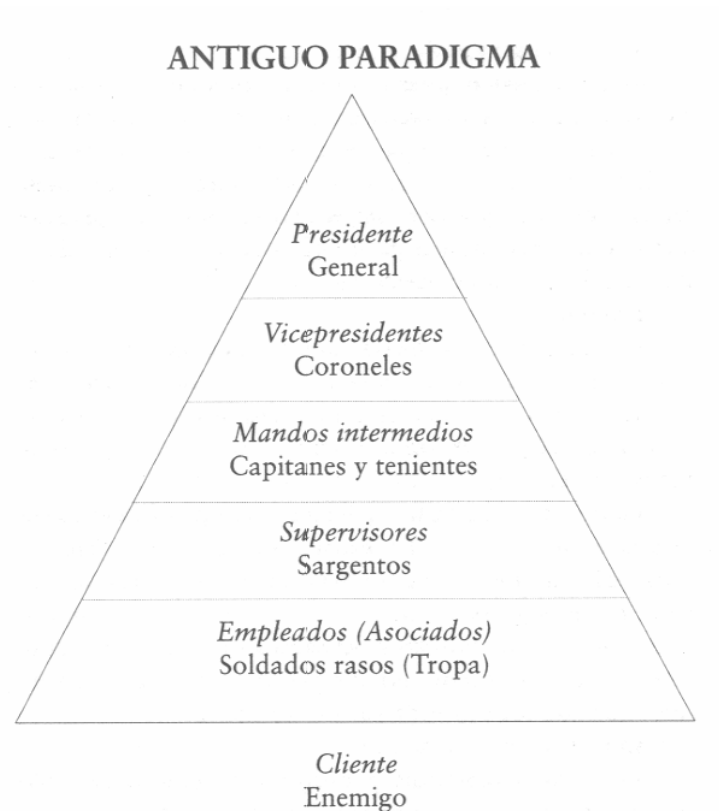 ANTIGUO PARADIGMA
Presidente
General
Vicepresidentes
Coroneles
Mandos intermedios
Capitanes y tenientes
Supervisores
Sargentos
Empleados (Asociados)
Soldados rasos (Tropa)
Cliente
Enemigo